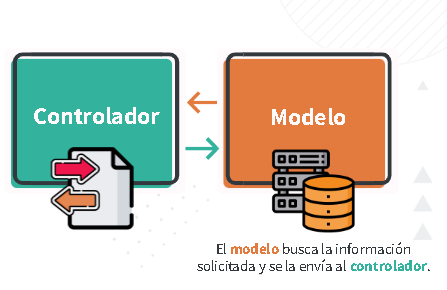 Controlador
Modelo
El modelo busca la información
solicitada y se la envía al controlador.